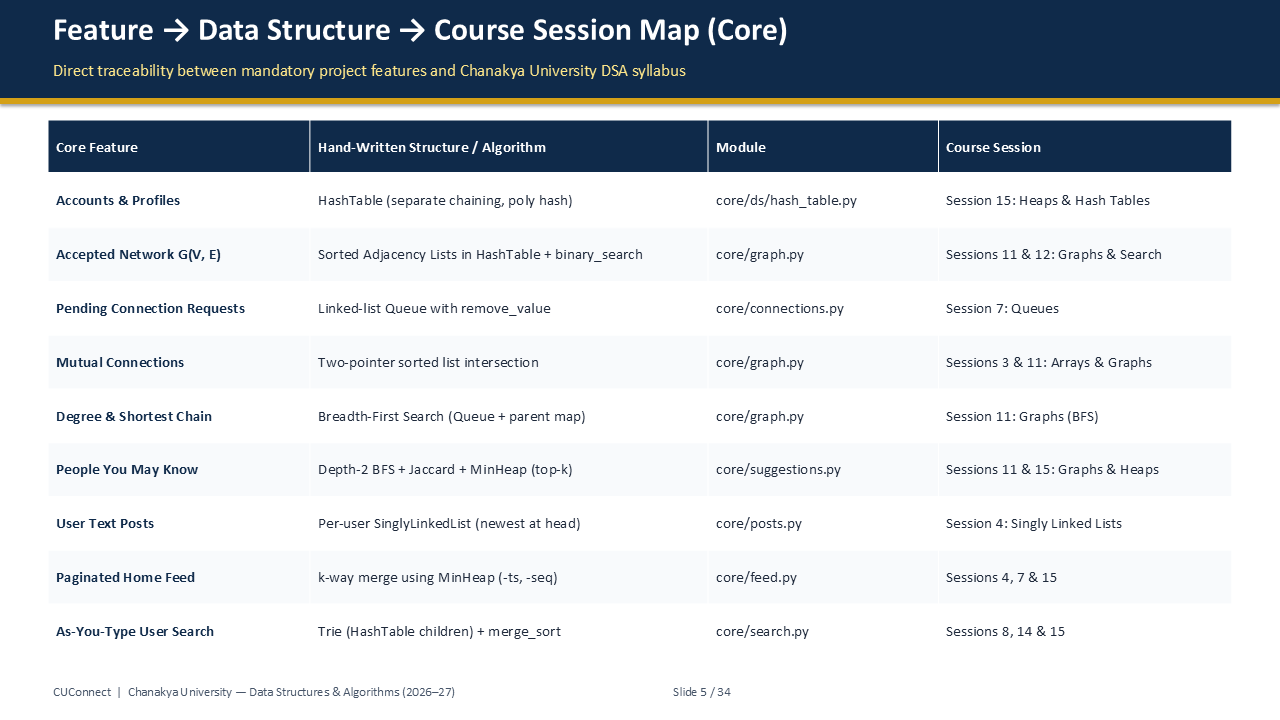 Feature → Data Structure → Course Session Map (Core)
Direct traceability between mandatory project features and Chanakya University DSA syllabus
Core Feature | Hand-Written Structure / Algorithm | Module | Course Session
Accounts & Profiles | HashTable (separate chaining, poly hash) | core/ds/hash_table.py | Session 15: Heaps & Hash Tables
Accepted Network G(V, E) | Sorted Adjacency Lists in HashTable + binary_search | core/graph.py | Sessions 11 & 12: Graphs & Search
Pending Connection Requests | Linked-list Queue with remove_value | core/connections.py | Session 7: Queues
Mutual Connections | Two-pointer sorted list intersection | core/graph.py | Sessions 3 & 11: Arrays & Graphs
Degree & Shortest Chain | Breadth-First Search (Queue + parent map) | core/graph.py | Session 11: Graphs (BFS)
People You May Know | Depth-2 BFS + Jaccard + MinHeap (top-k) | core/suggestions.py | Sessions 11 & 15: Graphs & Heaps
User Text Posts | Per-user SinglyLinkedList (newest at head) | core/posts.py | Session 4: Singly Linked Lists
Paginated Home Feed | k-way merge using MinHeap (-ts, -seq) | core/feed.py | Sessions 4, 7 & 15
As-You-Type User Search | Trie (HashTable children) + merge_sort | core/search.py | Sessions 8, 14 & 15
CUConnect | Chanakya University — Data Structures & Algorithms (2026–27) Slide 5 / 34